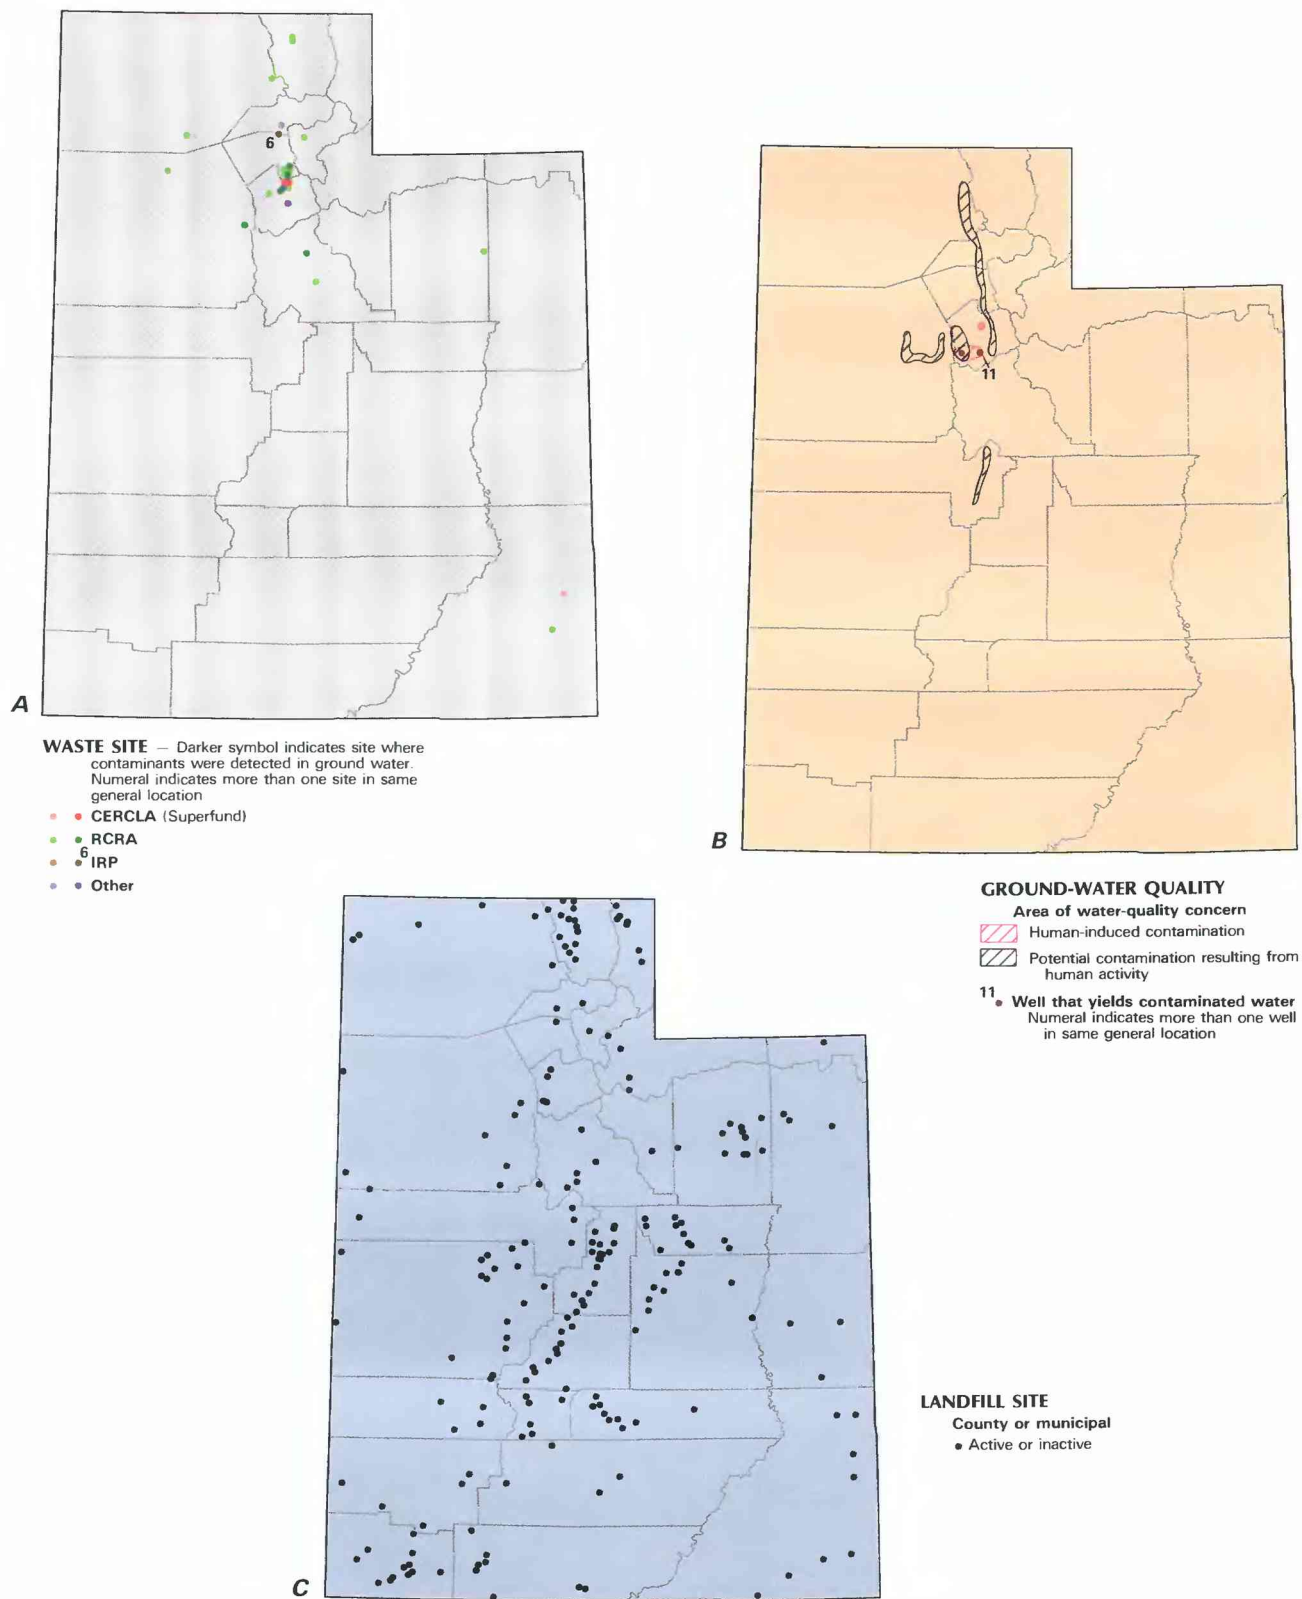 6
A
WASTE SITE — Darker symbol indicates site where
contaminants were detected in ground water.
Numeral indicates more than one site in same
general location
CERCLA (Superfund)
RCRA
6 IRP
Other
11
B
GROUND-WATER QUALITY
Area of water-quality concern
Human-induced contamination
Potential contamination resulting from
human activity
11 Well that yields contaminated water
Numeral indicates more than one well
in same general location
C
LANDFILL SITE
County or municipal
• Active or inactive